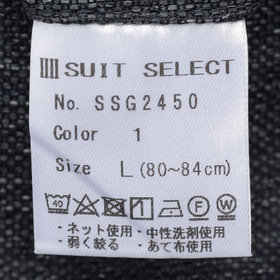 SUIT SELECT
No. SSG2450
Color 1
Size L (80~84cm)
40 F W
・ネット使用・中性洗剤使用
・弱く絞る ・あて布使用